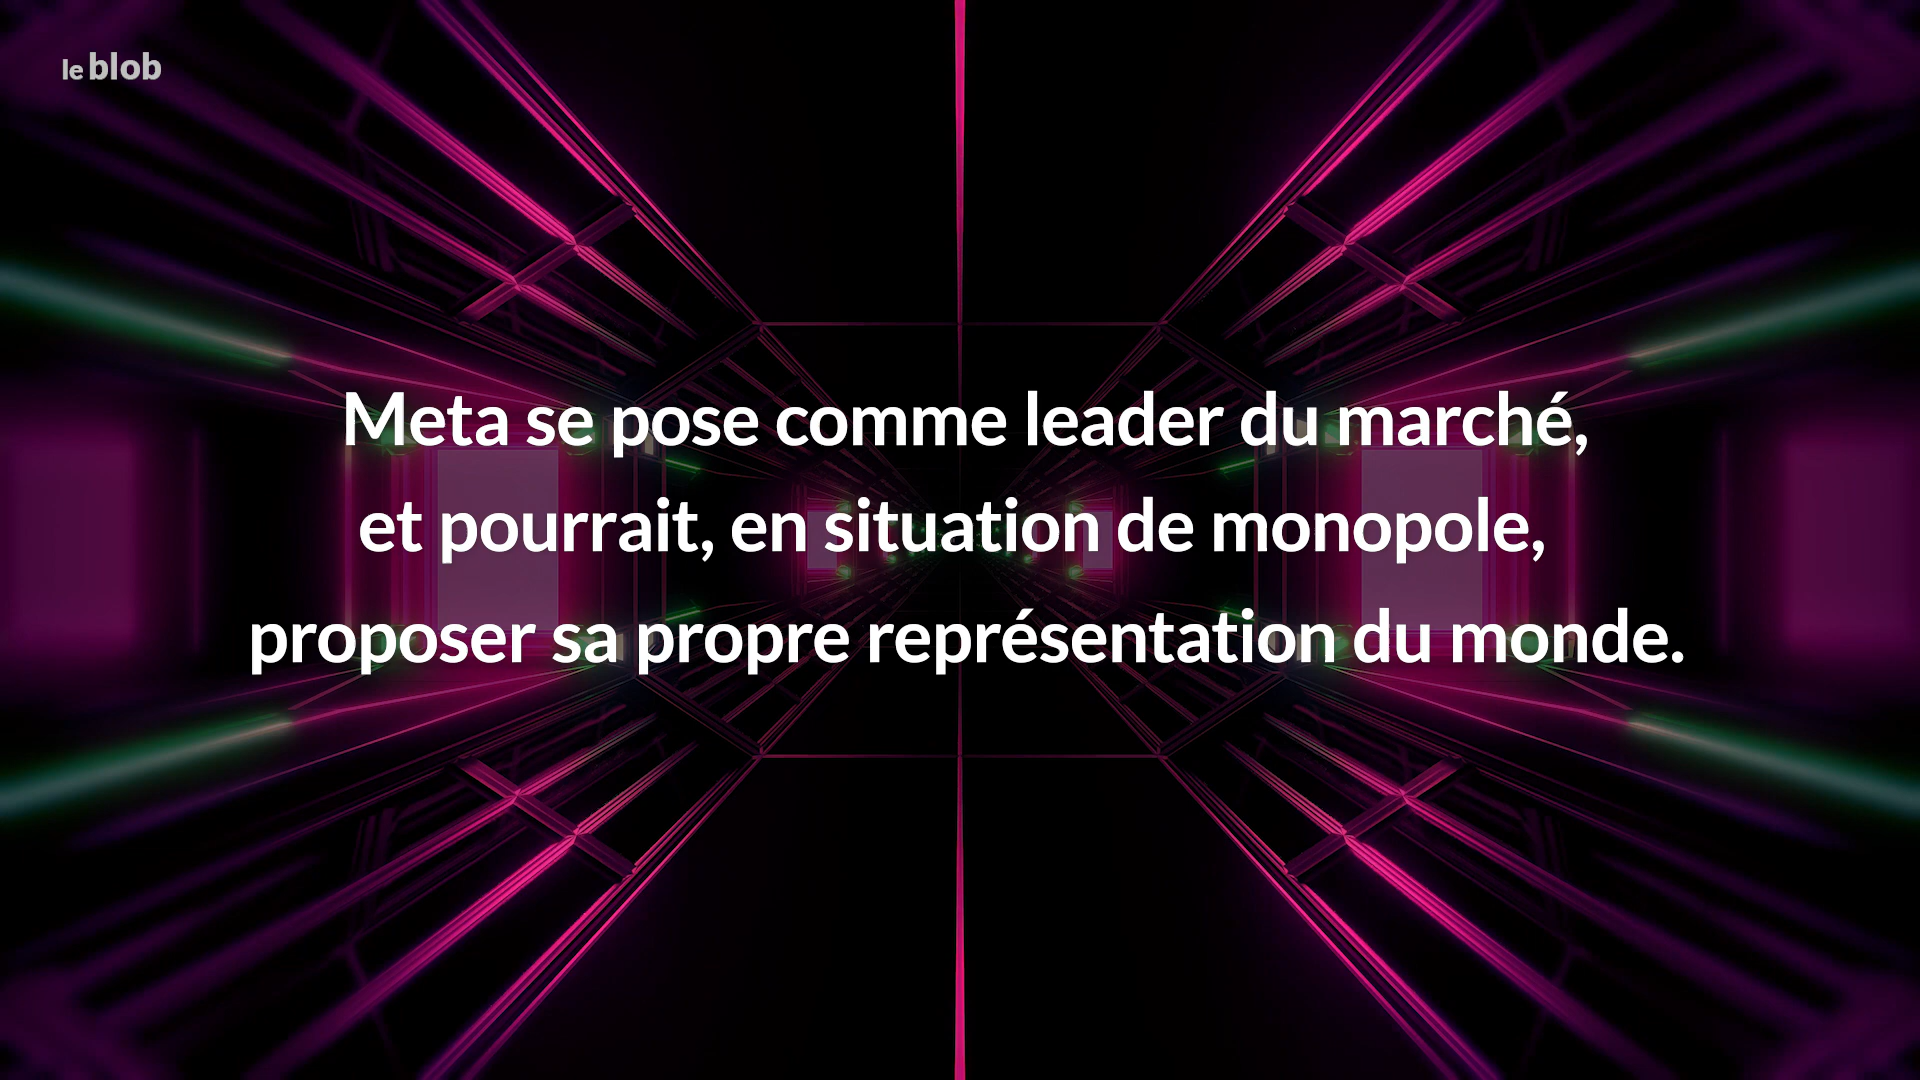 le blob
Meta se pose comme leader du marché,
et pourrait, en situation de monopole,
proposer sa propre représentation du monde.